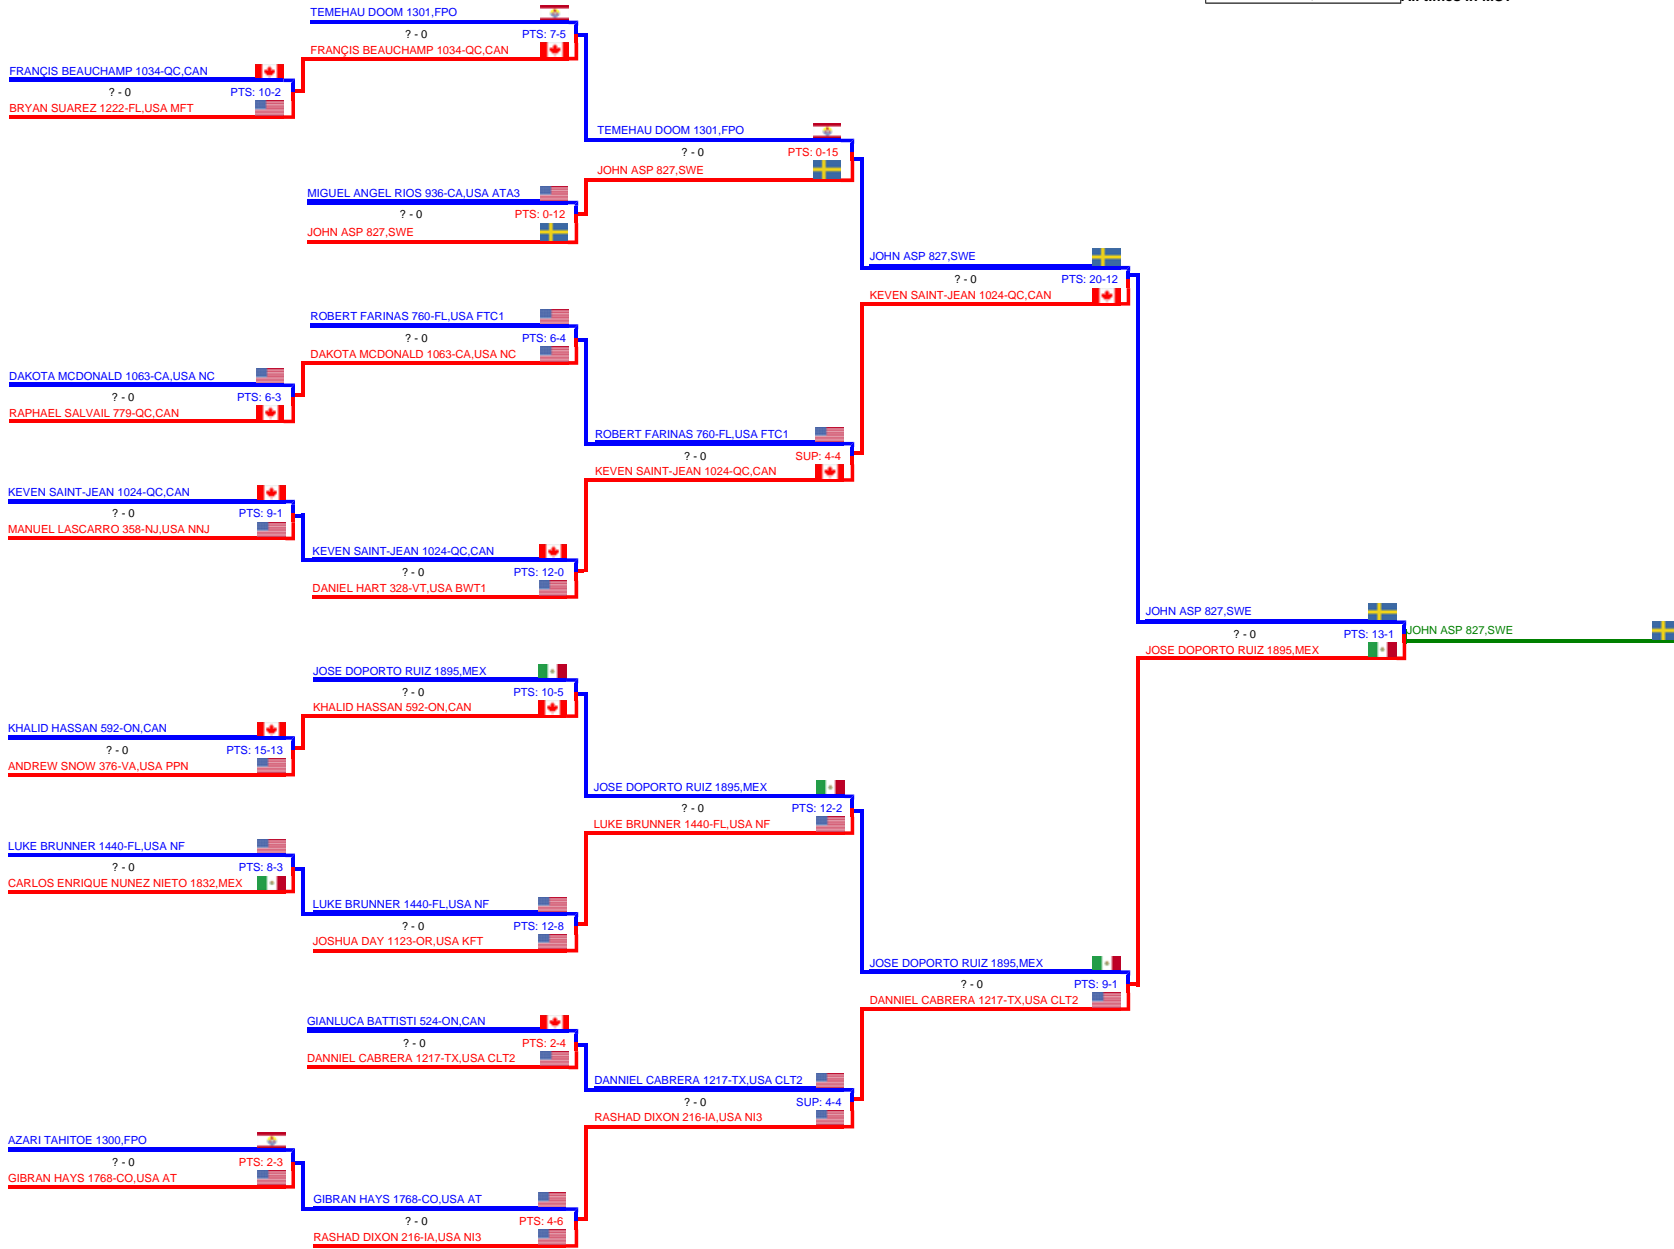 TEMEHAU DOOM 1301,FPO
? - 0 PTS: 7-5
FRANÇIS BEAUCHAMP 1034-QC,CAN
FRANÇIS BEAUCHAMP 1034-QC,CAN
? - 0 PTS: 10-2
BRYAN SUAREZ 1222-FL,USA MFT
TEMEHAU DOOM 1301,FPO
? - 0 PTS: 0-15
JOHN ASP 827,SWE
MIGUEL ANGEL RIOS 936-CA,USA ATA3
? - 0 PTS: 0-12
JOHN ASP 827,SWE
JOHN ASP 827,SWE
? - 0 PTS: 20-12
KEVEN SAINT-JEAN 1024-QC,CAN
ROBERT FARINAS 760-FL,USA FTC1
? - 0 PTS: 6-4
DAKOTA MCDONALD 1063-CA,USA NC
DAKOTA MCDONALD 1063-CA,USA NC
? - 0 PTS: 6-3
RAPHAEL SALVAIL 779-QC,CAN
ROBERT FARINAS 760-FL,USA FTC1
? - 0 SUP: 4-4
KEVEN SAINT-JEAN 1024-QC,CAN
KEVEN SAINT-JEAN 1024-QC,CAN
? - 0 PTS: 9-1
MANUEL LASCARRO 358-NJ,USA NNJ
KEVEN SAINT-JEAN 1024-QC,CAN
? - 0 PTS: 12-0
DANIEL HART 328-VT,USA BWT1
JOHN ASP 827,SWE
? - 0 PTS: 13-1
JOSE DOPORTO RUIZ 1895,MEX
JOHN ASP 827,SWE
JOSE DOPORTO RUIZ 1895,MEX
? - 0 PTS: 10-5
KHALID HASSAN 592-ON,CAN
KHALID HASSAN 592-ON,CAN
? - 0 PTS: 15-13
ANDREW SNOW 376-VA,USA PPN
JOSE DOPORTO RUIZ 1895,MEX
? - 0 PTS: 12-2
LUKE BRUNNER 1440-FL,USA NF
LUKE BRUNNER 1440-FL,USA NF
? - 0 PTS: 8-3
CARLOS ENRIQUE NUNEZ NIETO 1832,MEX
LUKE BRUNNER 1440-FL,USA NF
? - 0 PTS: 12-8
JOSHUA DAY 1123-OR,USA KFT
JOSE DOPORTO RUIZ 1895,MEX
? - 0 PTS: 9-1
DANNIEL CABRERA 1217-TX,USA CLT2
GIANLUCA BATTISTI 524-ON,CAN
? - 0 PTS: 2-4
DANNIEL CABRERA 1217-TX,USA CLT2
DANNIEL CABRERA 1217-TX,USA CLT2
? - 0 SUP: 4-4
RASHAD DIXON 216-IA,USA NI3
AZARI TAHITOE 1300,FPO
? - 0 PTS: 2-3
GIBRAN HAYS 1768-CO,USA AT
GIBRAN HAYS 1768-CO,USA AT
? - 0 PTS: 4-6
RASHAD DIXON 216-IA,USA NI3